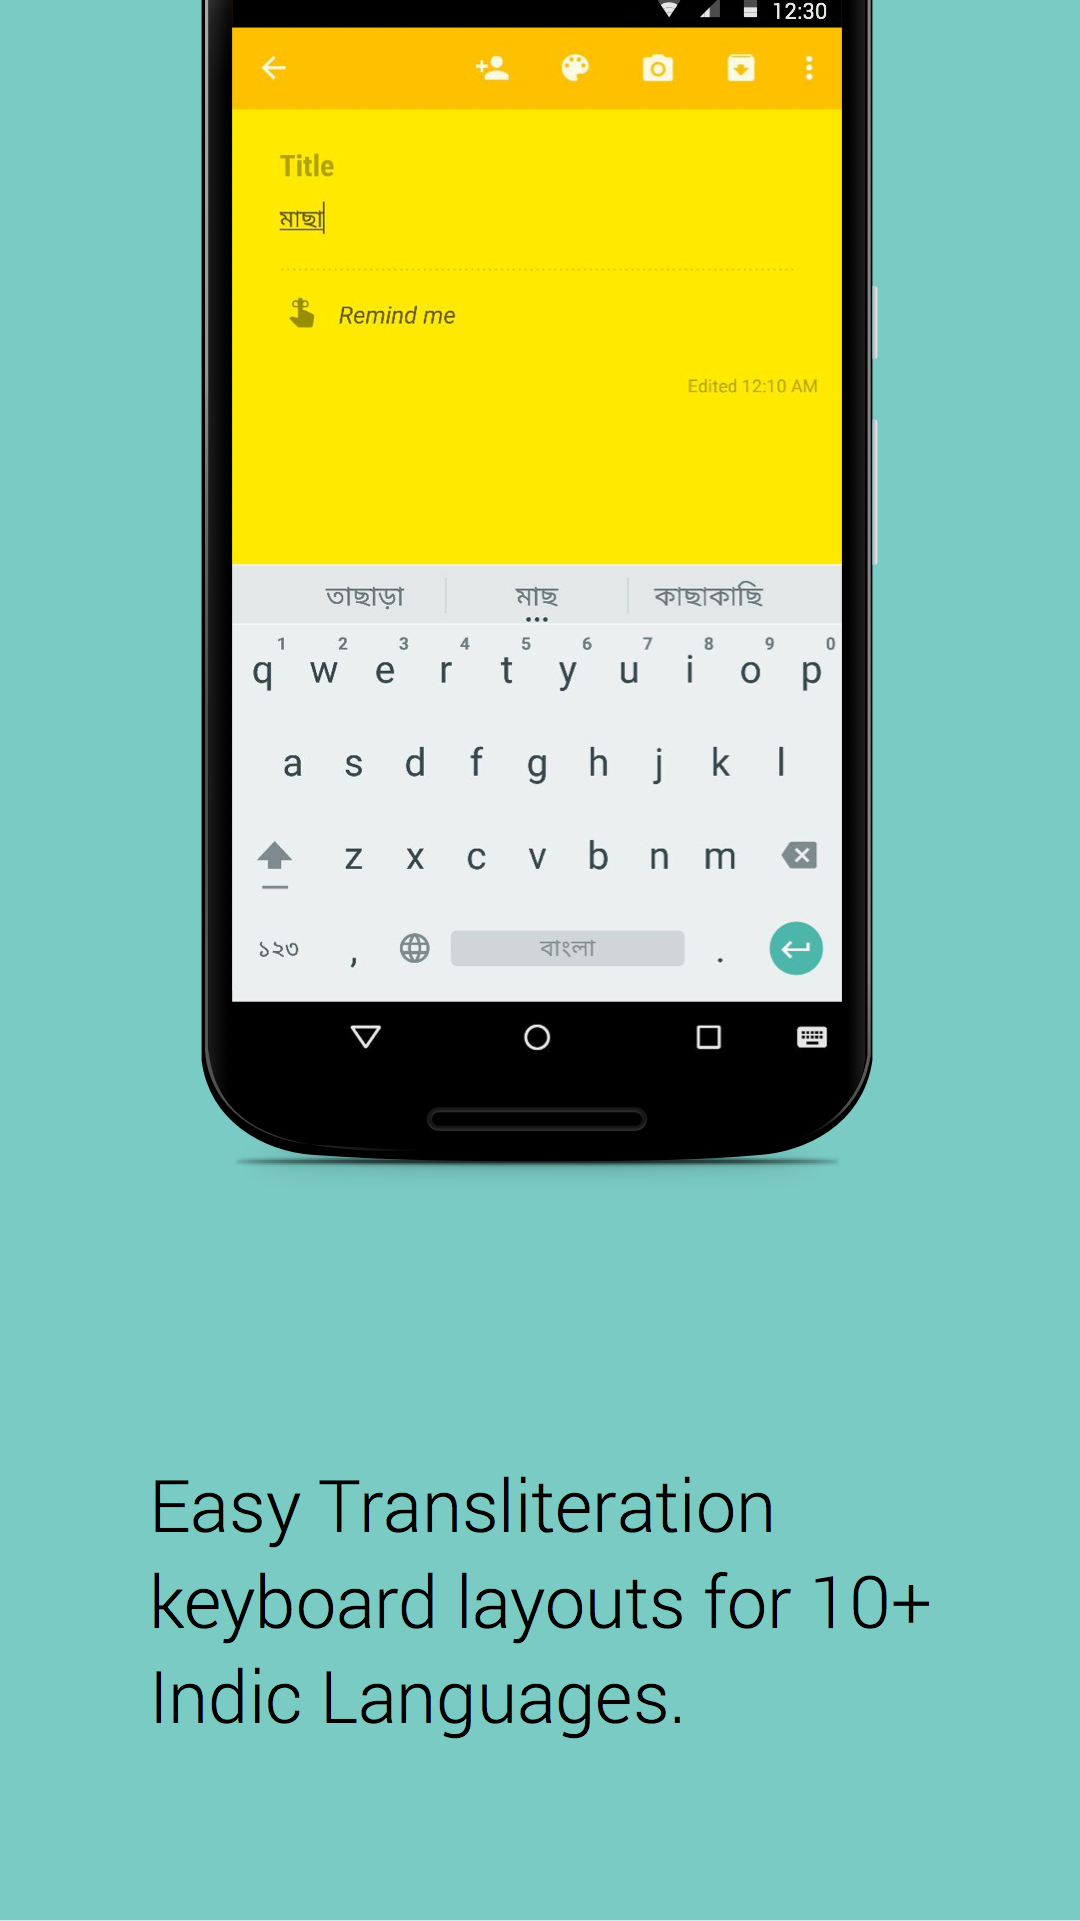 12:30
Title
মাছা
Remind me
Edited 12:10 AM
তাছাড়া মাছ কাছাকাছি
1 2 3 4 5 6 7 8 9 0
q w e r t y u i o p
a s d f g h j k l
z x c v b n m
১২৩ , বাংলা .
Easy Transliteration
keyboard layouts for 10+
Indic Languages.